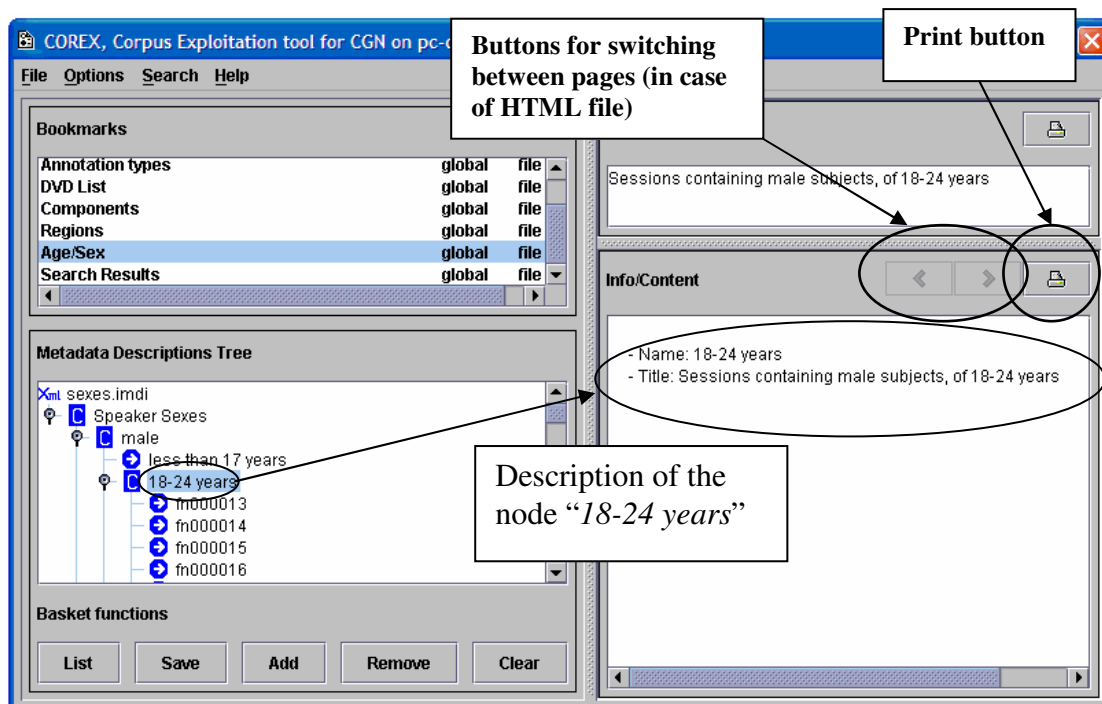 COREX, Corpus Exploitation tool for CGN on
File Options Search Help
Buttons for switching
between pages (in case
of HTML file)
Print button
Bookmarks
Annotation types global file
DVD List global file
Components global file
Regions global file
Age/Sex global file
Search Results global file
Sessions containing male subjects, of 18-24 years
Info/Content
- Name: 18-24 years
- Title: Sessions containing male subjects, of 18-24 years
Metadata Descriptions Tree
Xml sexes.imdi
C Speaker Sexes
C male
less than 17 years
C 18-24 years
fn000013
fn000014
fn000015
fn000016
Description of the
node “18-24 years”
Basket functions
List Save Add Remove Clear